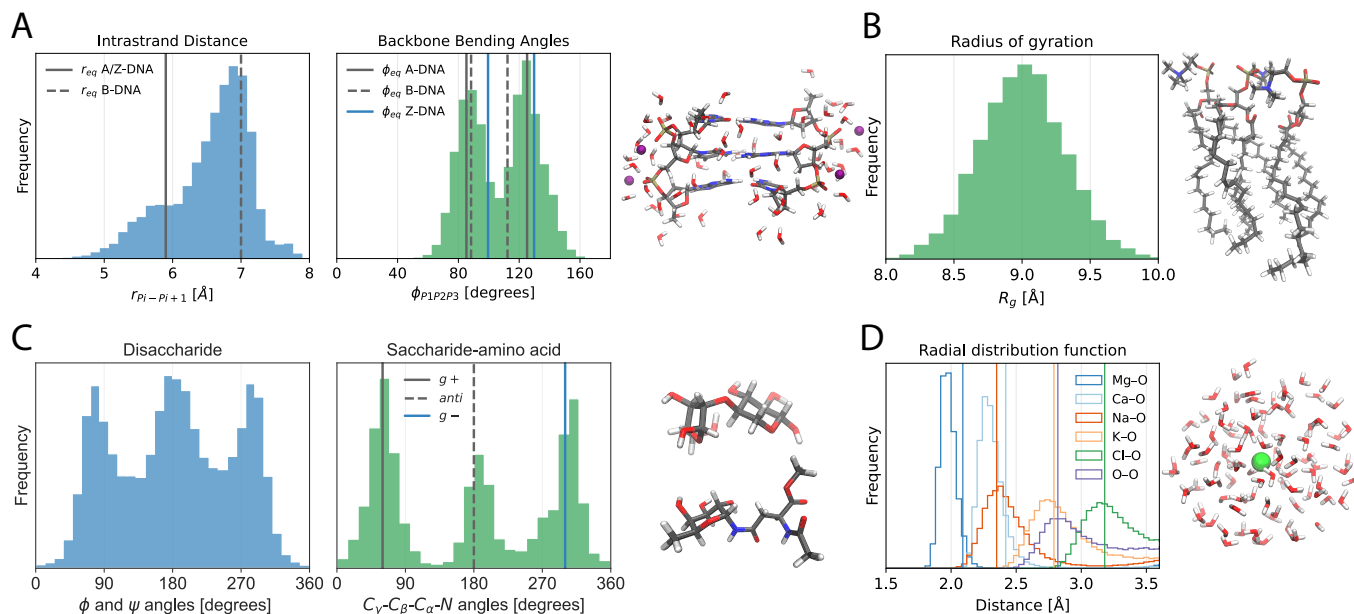 A
Intrastrand Distance
Frequency
r_eq A/Z-DNA
r_eq B-DNA
4 5 6 7 8
r_Pi−Pi+1 [Å]
Backbone Bending Angles
ϕ_eq A-DNA
ϕ_eq B-DNA
ϕ_eq Z-DNA
0 40 80 120 160
ϕ_P1P2P3 [degrees]
B
Radius of gyration
Frequency
8.0 8.5 9.0 9.5 10.0
R_g [Å]
C
Disaccharide
Frequency
0 90 180 270 360
ϕ and ψ angles [degrees]
Saccharide-amino acid
g +
anti
g −
0 90 180 270 360
C_γ-C_β-C_α-N angles [degrees]
D
Radial distribution function
Frequency
Mg–O
Ca–O
Na–O
K–O
Cl–O
O–O
1.5 2.0 2.5 3.0 3.5
Distance [Å]